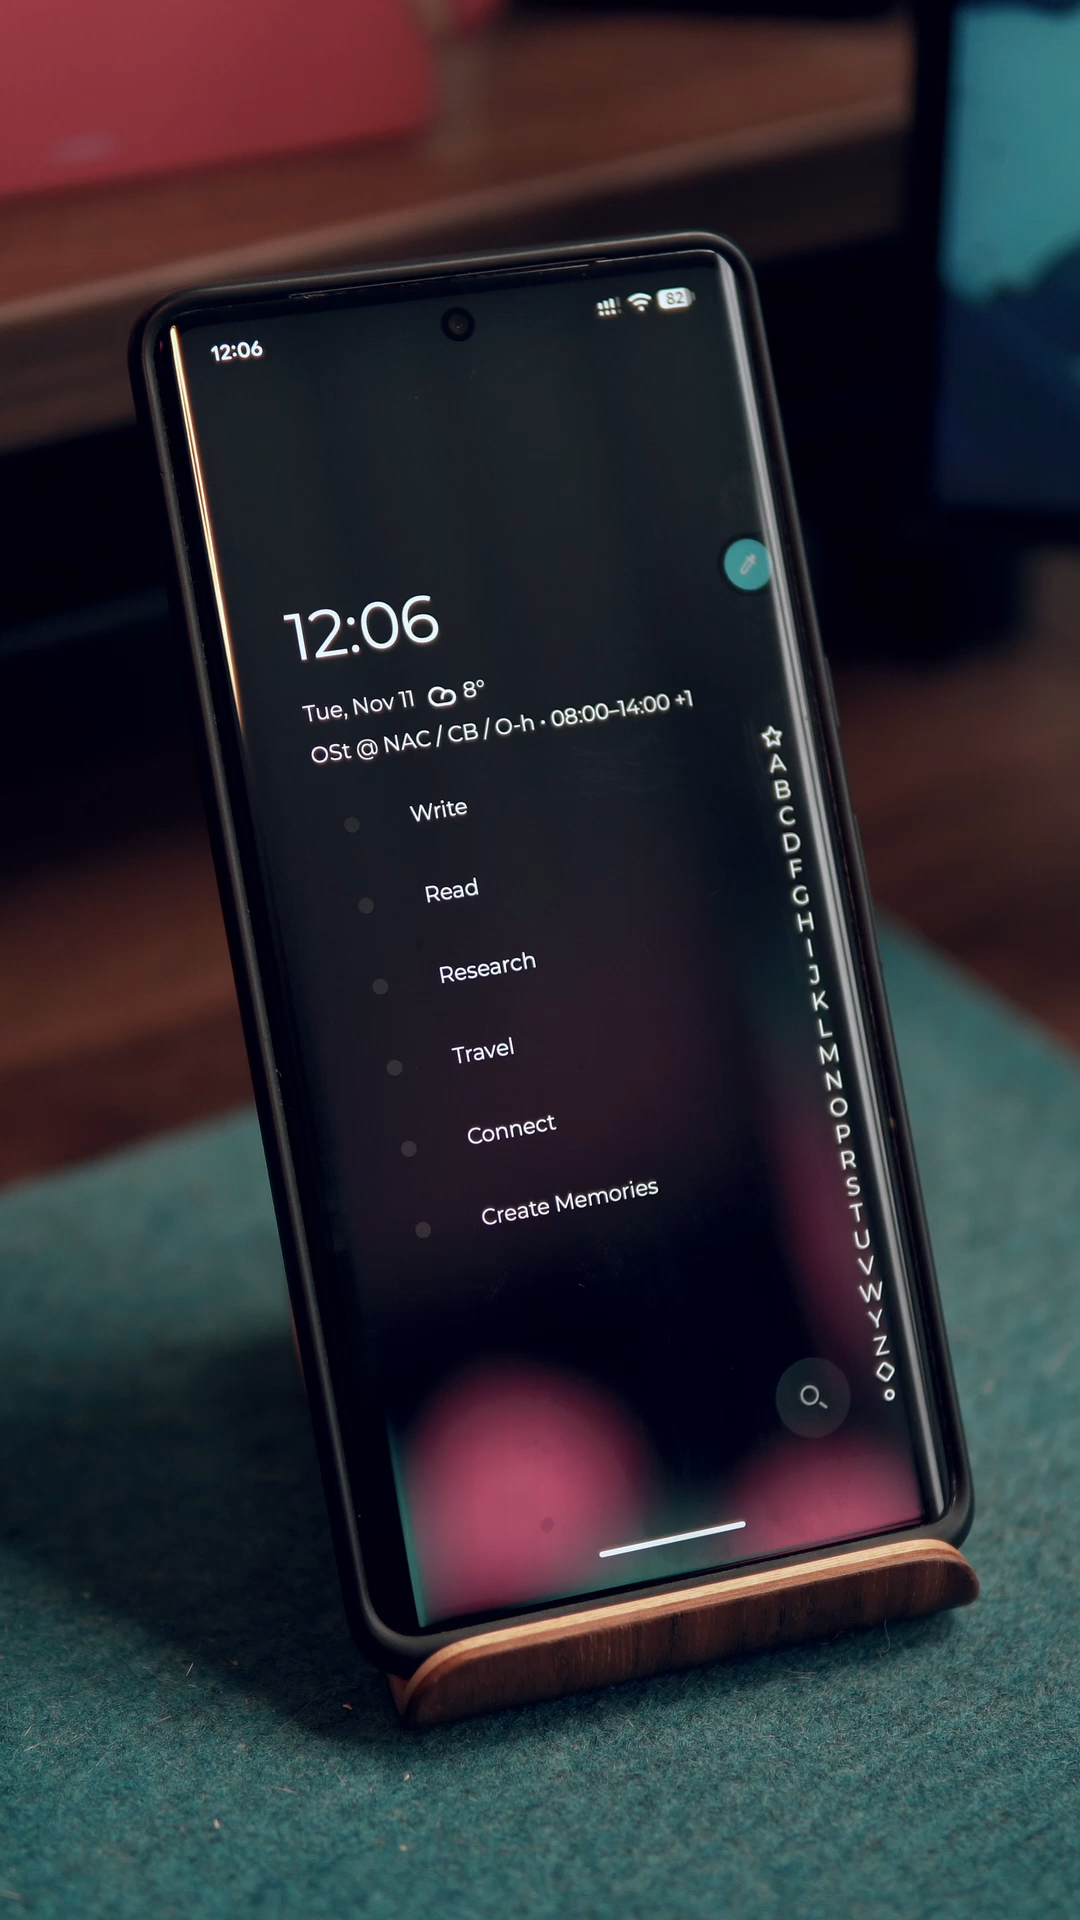 12:06
82
12:06
Tue, Nov 11 8°
OSt @ NAC / CB / O-h • 08:00–14:00 +1
Write
Read
Research
Travel
Connect
Create Memories
A
B
C
D
F
G
H
I
J
K
L
M
N
O
P
R
S
T
U
V
W
Y
Z